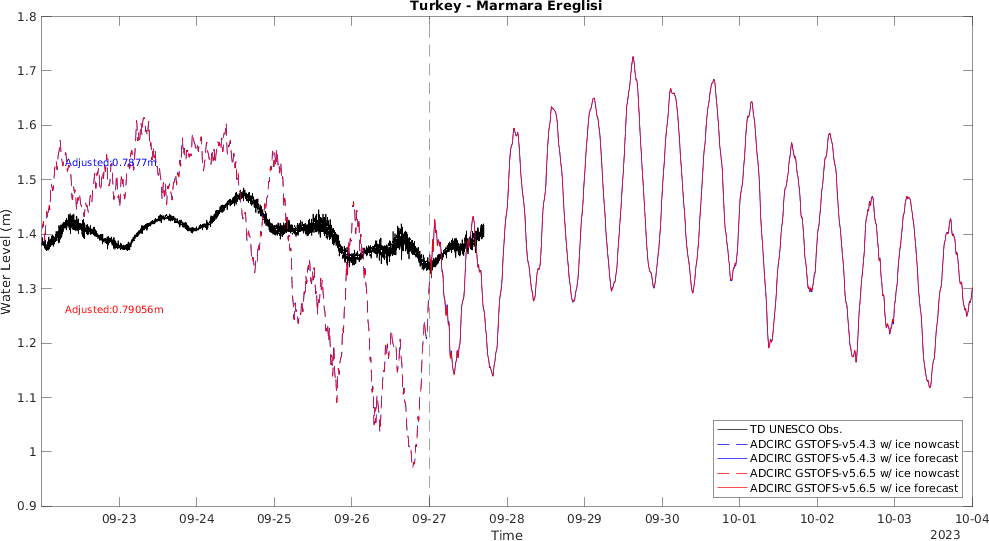 Turkey - Marmara Ereglisi
1.8
1.7
1.6
1.5
1.4
1.3
1.2
1.1
1
0.9
Water Level (m)
Adjusted:0.7877m
Adjusted:0.79056m
TD UNESCO Obs.
ADCIRC GSTOFS-v5.4.3 w/ ice nowcast
ADCIRC GSTOFS-v5.4.3 w/ ice forecast
ADCIRC GSTOFS-v5.6.5 w/ ice nowcast
ADCIRC GSTOFS-v5.6.5 w/ ice forecast
09-23 09-24 09-25 09-26 09-27 09-28 09-29 09-30 10-01 10-02 10-03 10-04
Time
2023